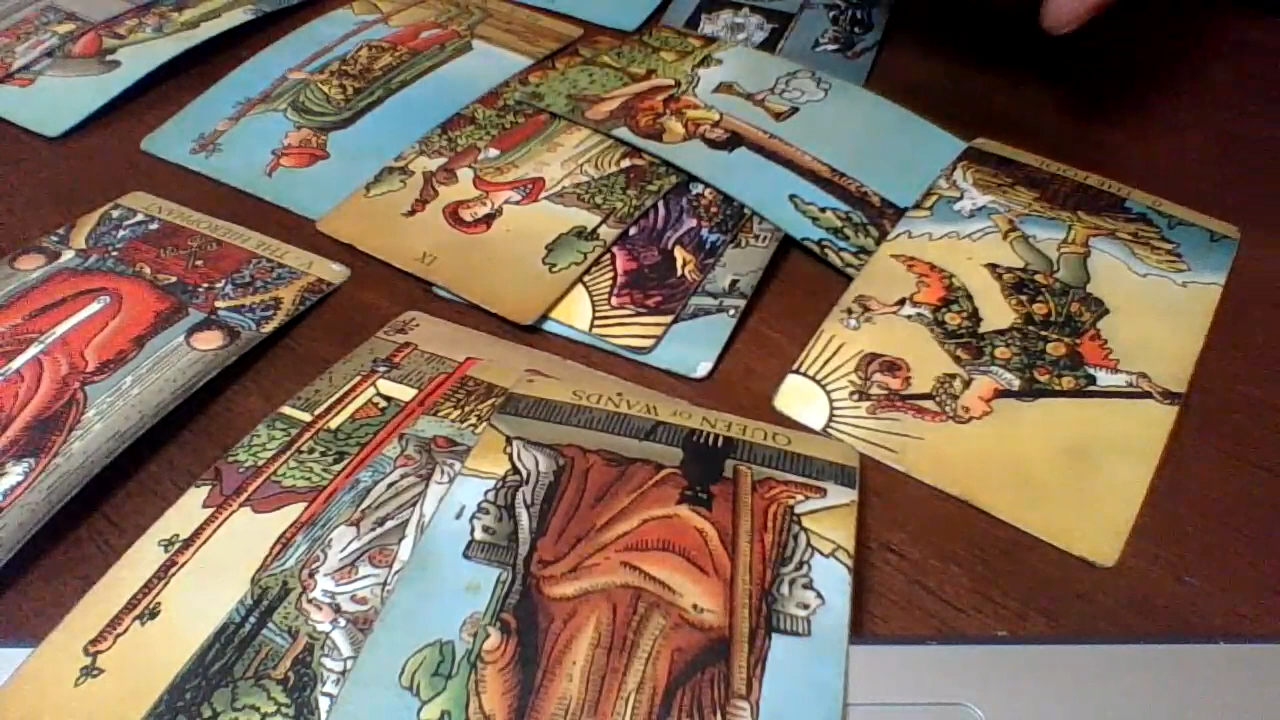 V · THE HIEROPHANT.
IX
0
THE FOOL.
QUEEN OF WANDS